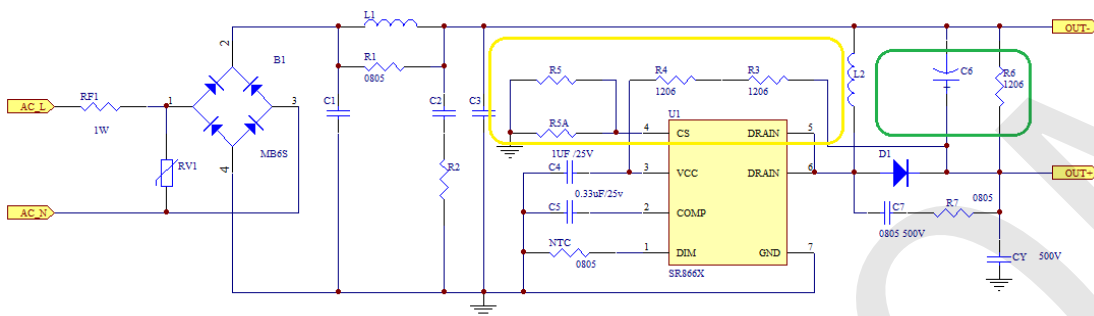 L1
OUT-
2
B1
R1
0805
R5
R4
1206
R3
1206
L2
C6
R6
1206
AC_L
RF1
1W
1
3
C1
C2
C3
R5A
U1
4
CS
DRAIN
5
MB6S
1UF /25V
C4
3
VCC
DRAIN
6
D1
OUT+
4
RV1
R2
0.33uF/25v
C5
2
COMP
C7
0805 500V
R7
0805
AC_N
NTC
0805
1
DIM
GND
7
SR866X
CY
500V